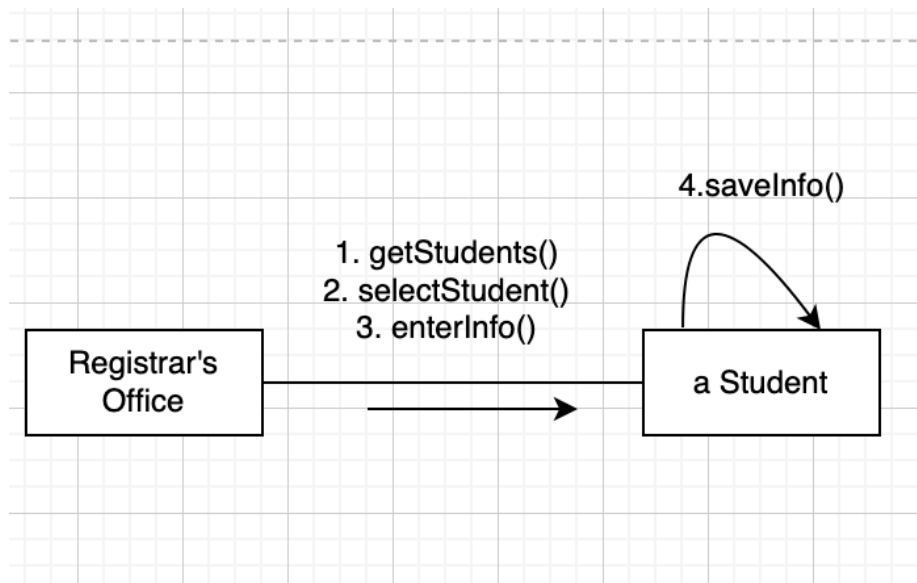 4.saveInfo()
1. getStudents()
2. selectStudent()
3. enterInfo()
Registrar's
Office
a Student